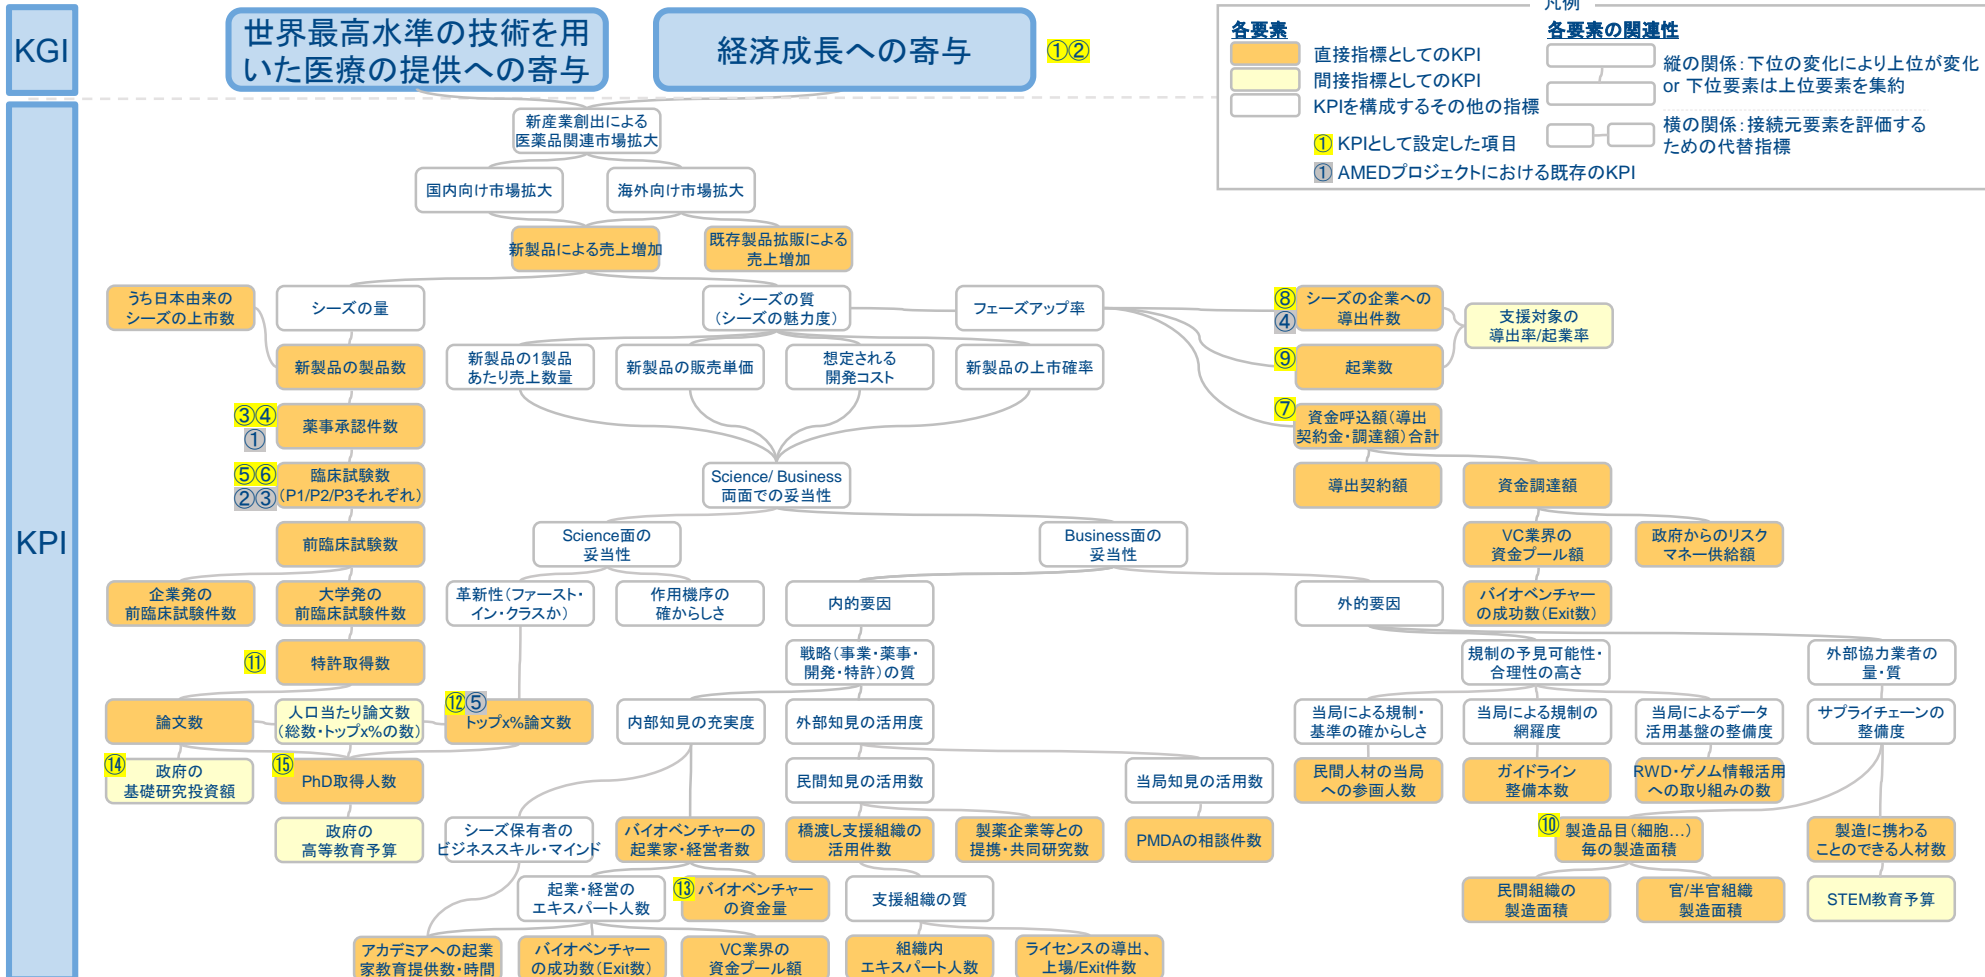 KGI
世界最高水準の技術を用
いた医療の提供への寄与
経済成長への寄与
①②
凡例
各要素
直接指標としてのKPI
間接指標としてのKPI
KPIを構成するその他の指標
① KPIとして設定した項目
① AMEDプロジェクトにおける既存のKPI
各要素の関連性
縦の関係：下位の変化により上位が変化
or 下位要素は上位要素を集約
横の関係：接続元要素を評価する
ための代替指標
KPI
新産業創出による
医薬品関連市場拡大
国内向け市場拡大
海外向け市場拡大
新製品による売上増加
既存製品拡販による
売上増加
うち日本由来の
シーズの上市数
シーズの量
シーズの質
（シーズの魅力度）
フェーズアップ率
⑧
④
シーズの企業への
導出件数
支援対象の
導出率/起業率
新製品の製品数
新製品の1製品
あたり売上数量
新製品の販売単価
想定される
開発コスト
新製品の上市確率
⑨
起業数
③④
①
薬事承認件数
⑦
資金呼込額（導出
契約金・調達額）合計
⑤⑥
②③
臨床試験数
（P1/P2/P3それぞれ）
Science/ Business
両面での妥当性
導出契約額
資金調達額
前臨床試験数
Science面の
妥当性
Business面の
妥当性
VC業界の
資金プール額
政府からのリスク
マネー供給額
企業発の
前臨床試験件数
大学発の
前臨床試験件数
革新性（ファースト・
イン・クラスか）
作用機序の
確からしさ
内的要因
外的要因
バイオベンチャー
の成功数（Exit数）
⑪
特許取得数
戦略（事業・薬事・
開発・特許）の質
規制の予見可能性・
合理性の高さ
外部協力業者の
量・質
論文数
人口当たり論文数
（総数・トップx%の数）
⑫⑤
トップx%論文数
内部知見の充実度
外部知見の活用度
当局による規制・
基準の確からしさ
当局による規制の
網羅度
当局によるデータ
活用基盤の整備度
サプライチェーンの
整備度
⑭
政府の
基礎研究投資額
⑮
PhD取得人数
民間知見の活用数
当局知見の活用数
民間人材の当局
への参画人数
ガイドライン
整備本数
RWD・ゲノム情報活用
への取り組みの数
政府の
高等教育予算
シーズ保有者の
ビジネススキル・マインド
バイオベンチャーの
起業家・経営者数
橋渡し支援組織の
活用件数
製薬企業等との
提携・共同研究数
PMDAの相談件数
⑩
製造品目（細胞…）
毎の製造面積
製造に携わる
ことのできる人材数
起業・経営の
エキスパート人数
⑬
バイオベンチャー
の資金量
支援組織の質
民間組織の
製造面積
官/半官組織
製造面積
STEM教育予算
アカデミアへの起業
家教育提供数・時間
バイオベンチャー
の成功数（Exit数）
VC業界の
資金プール額
組織内
エキスパート人数
ライセンスの導出、
上場/Exit件数